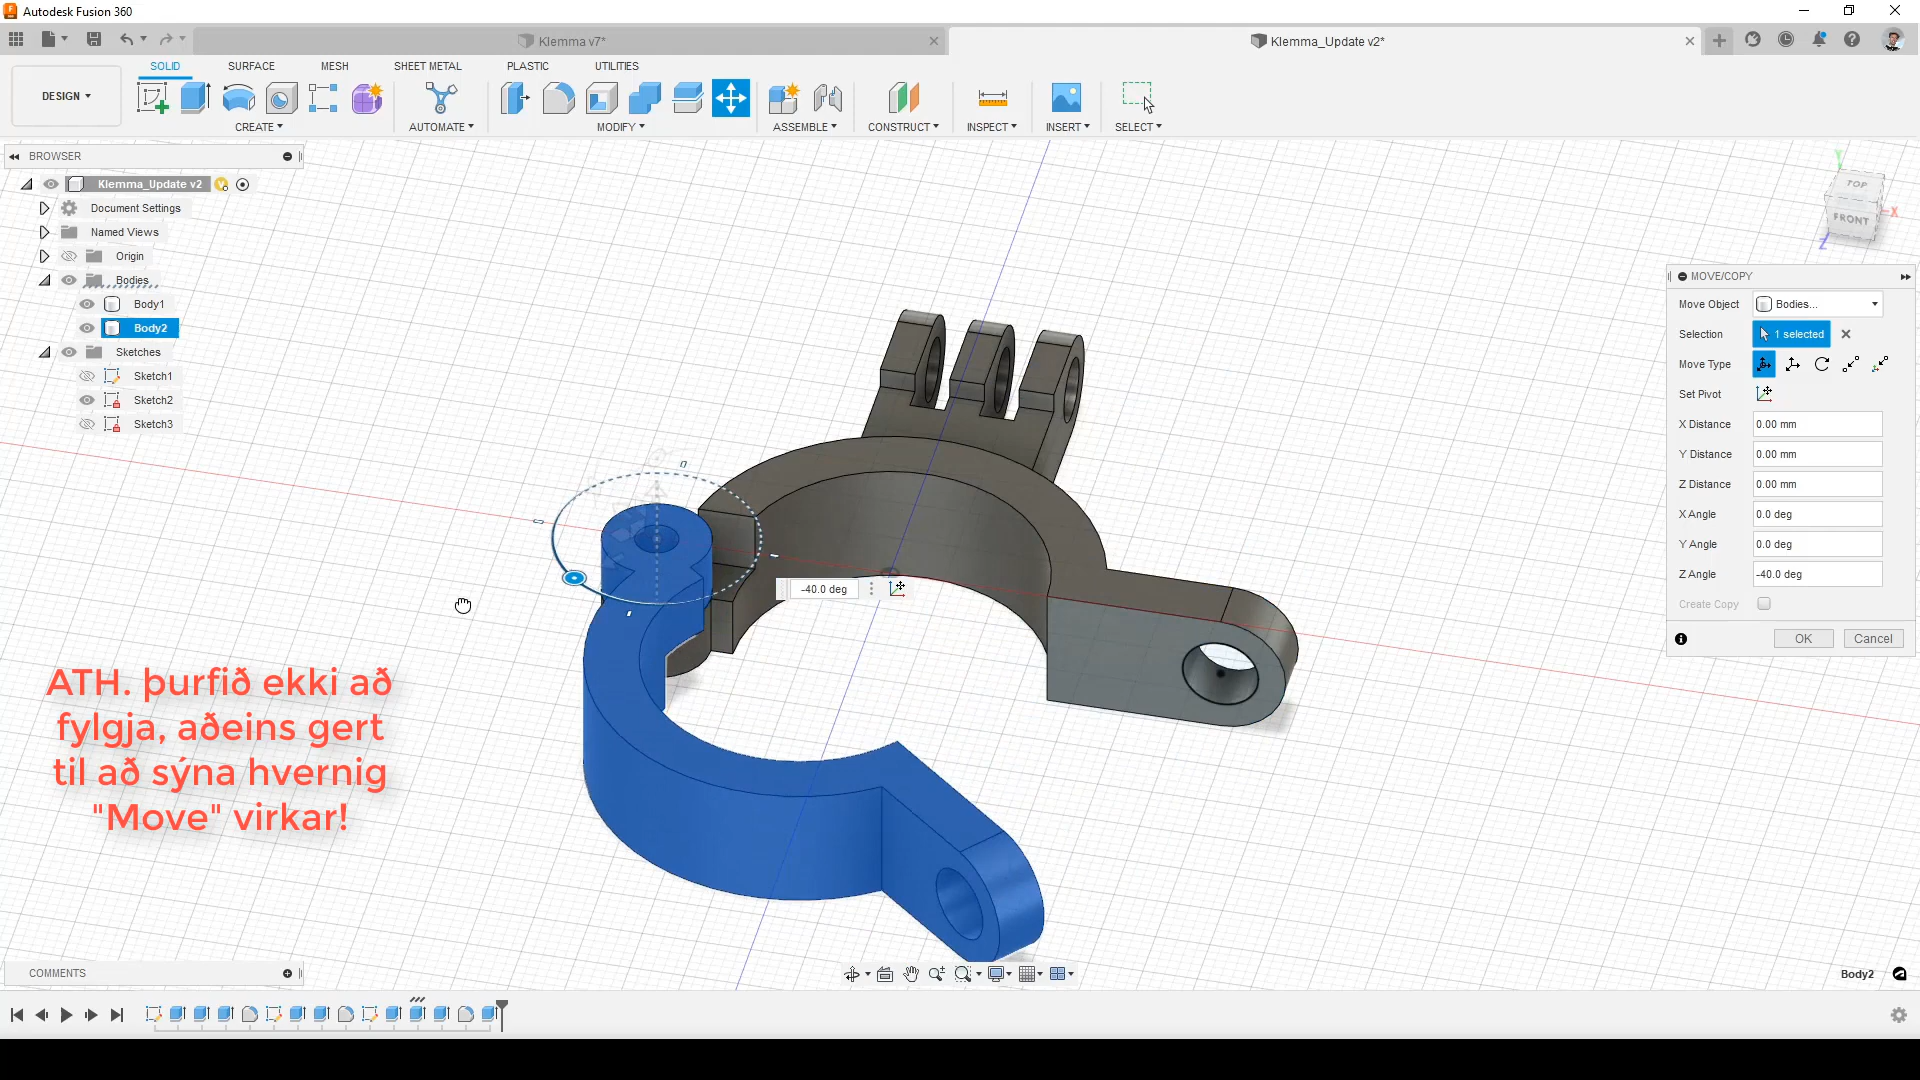 Autodesk Fusion 360
Klemma v7*
Klemma_Update v2*
DESIGN
SOLID
SURFACE
MESH
SHEET METAL
PLASTIC
UTILITIES
CREATE
AUTOMATE
MODIFY
ASSEMBLE
CONSTRUCT
INSPECT
INSERT
SELECT
BROWSER
Klemma_Update v2
Document Settings
Named Views
Origin
Bodies
Body1
Body2
Sketches
Sketch1
Sketch2
Sketch3
Y
TOP
FRONT
X
Z
MOVE/COPY
Move Object
Bodies...
Selection
1 selected
Move Type
Set Pivot
X Distance
0.00 mm
Y Distance
0.00 mm
Z Distance
0.00 mm
X Angle
0.0 deg
Y Angle
0.0 deg
Z Angle
-40.0 deg
Create Copy
OK
Cancel
-40.0 deg
ATH. þurfið ekki að
fylgja, aðeins gert
til að sýna hvernig
"Move" virkar!
COMMENTS
Body2